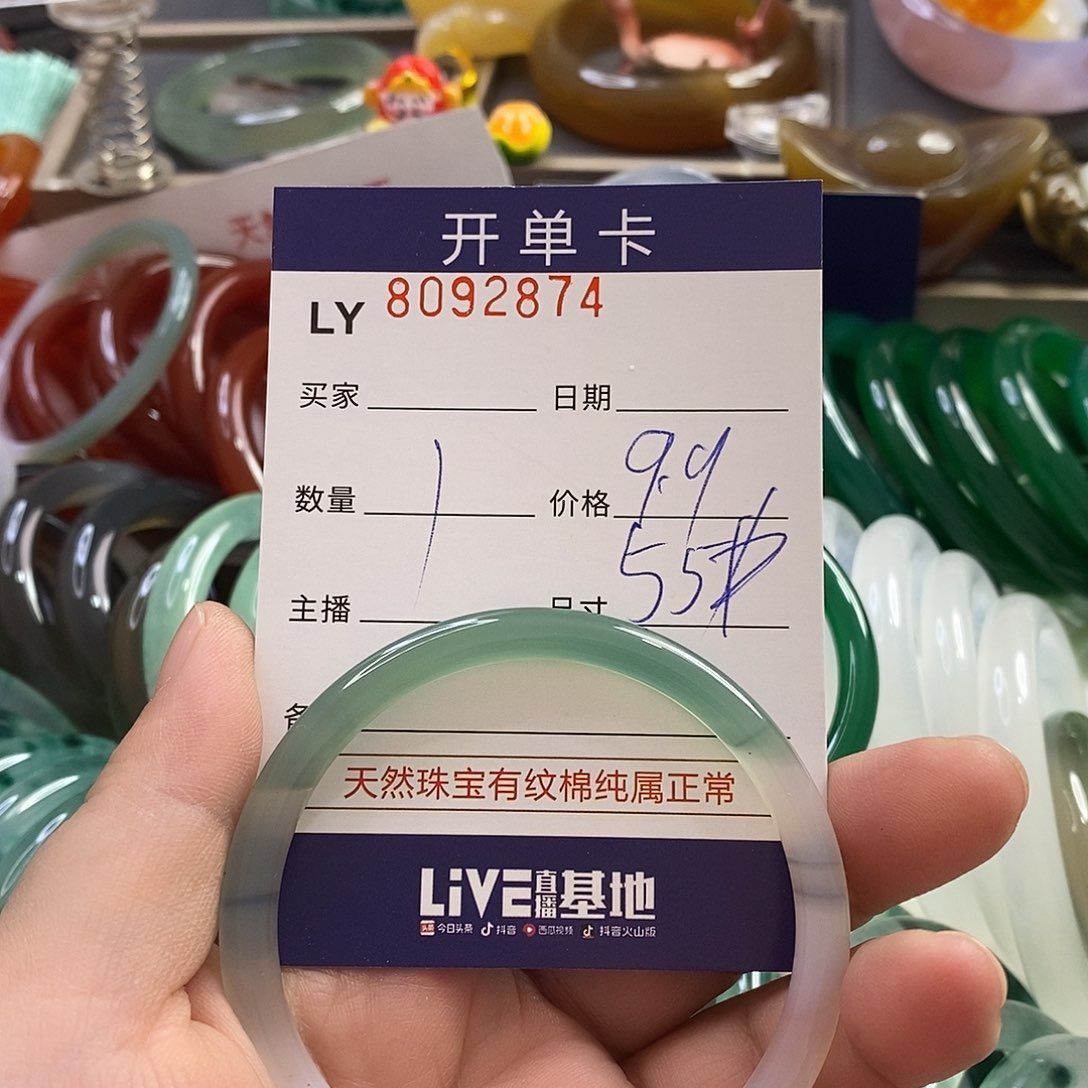 开单卡
LY 8092874
买家 日期
数量 1 价格 9.9
主播 尺寸 55
天然珠宝有纹棉纯属正常
LiVE直播基地
今日头条 抖音 西瓜视频 抖音火山版